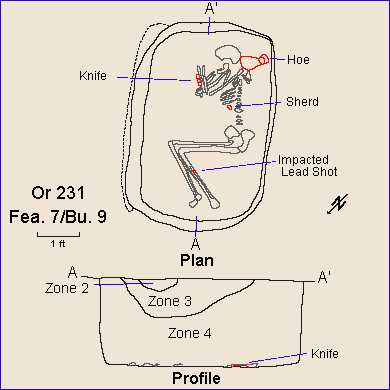 A'
Hoe
Knife
Sherd
Impacted
Lead Shot
Or 231
Fea. 7/Bu. 9
1 ft
N
A
Plan
A
A'
Zone 2
Zone 3
Zone 4
Knife
Profile